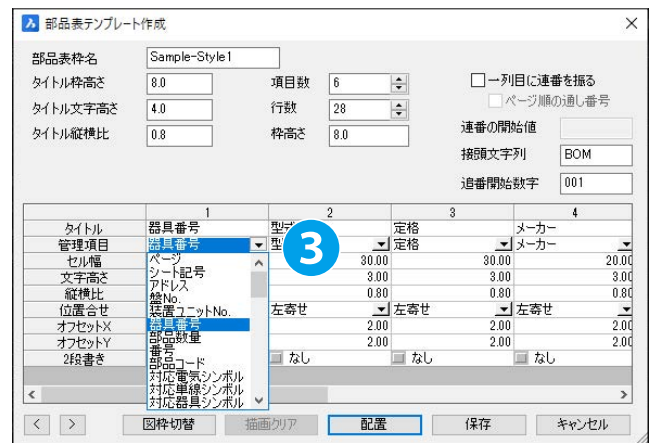 部品表テンプレート作成
部品表枠名 Sample-Style1
タイトル枠高さ 8.0 項目数 6 一列目に連番を振る
ページ順の通し番号
タイトル文字高さ 4.0 行数 28
タイトル縦横比 0.8 枠高さ 8.0 連番の開始値
接頭文字列 BOM
追番開始数字 001
1 2 3 4
タイトル 器具番号 型式 定格 メーカー
管理項目 器具番号 型 定格 メーカー
セル幅 30.00 30.00 20.00
文字高さ 3.00 3.00 3.00
縦横比 0.80 0.80 0.80
位置合せ 左寄せ 左寄せ 左寄せ
オフセットX 2.00 2.00 2.00
オフセットY 2.00 2.00 2.00
2段書き なし なし なし
ページ
シート記号
アドレス
盤No.
装置ユニットNo.
器具番号
部品数量
番号
部品コード
対応電気シンボル
対応単線シンボル
対応器具シンボル
3
< > 図枠切替 描画クリア 配置 保存 キャンセル